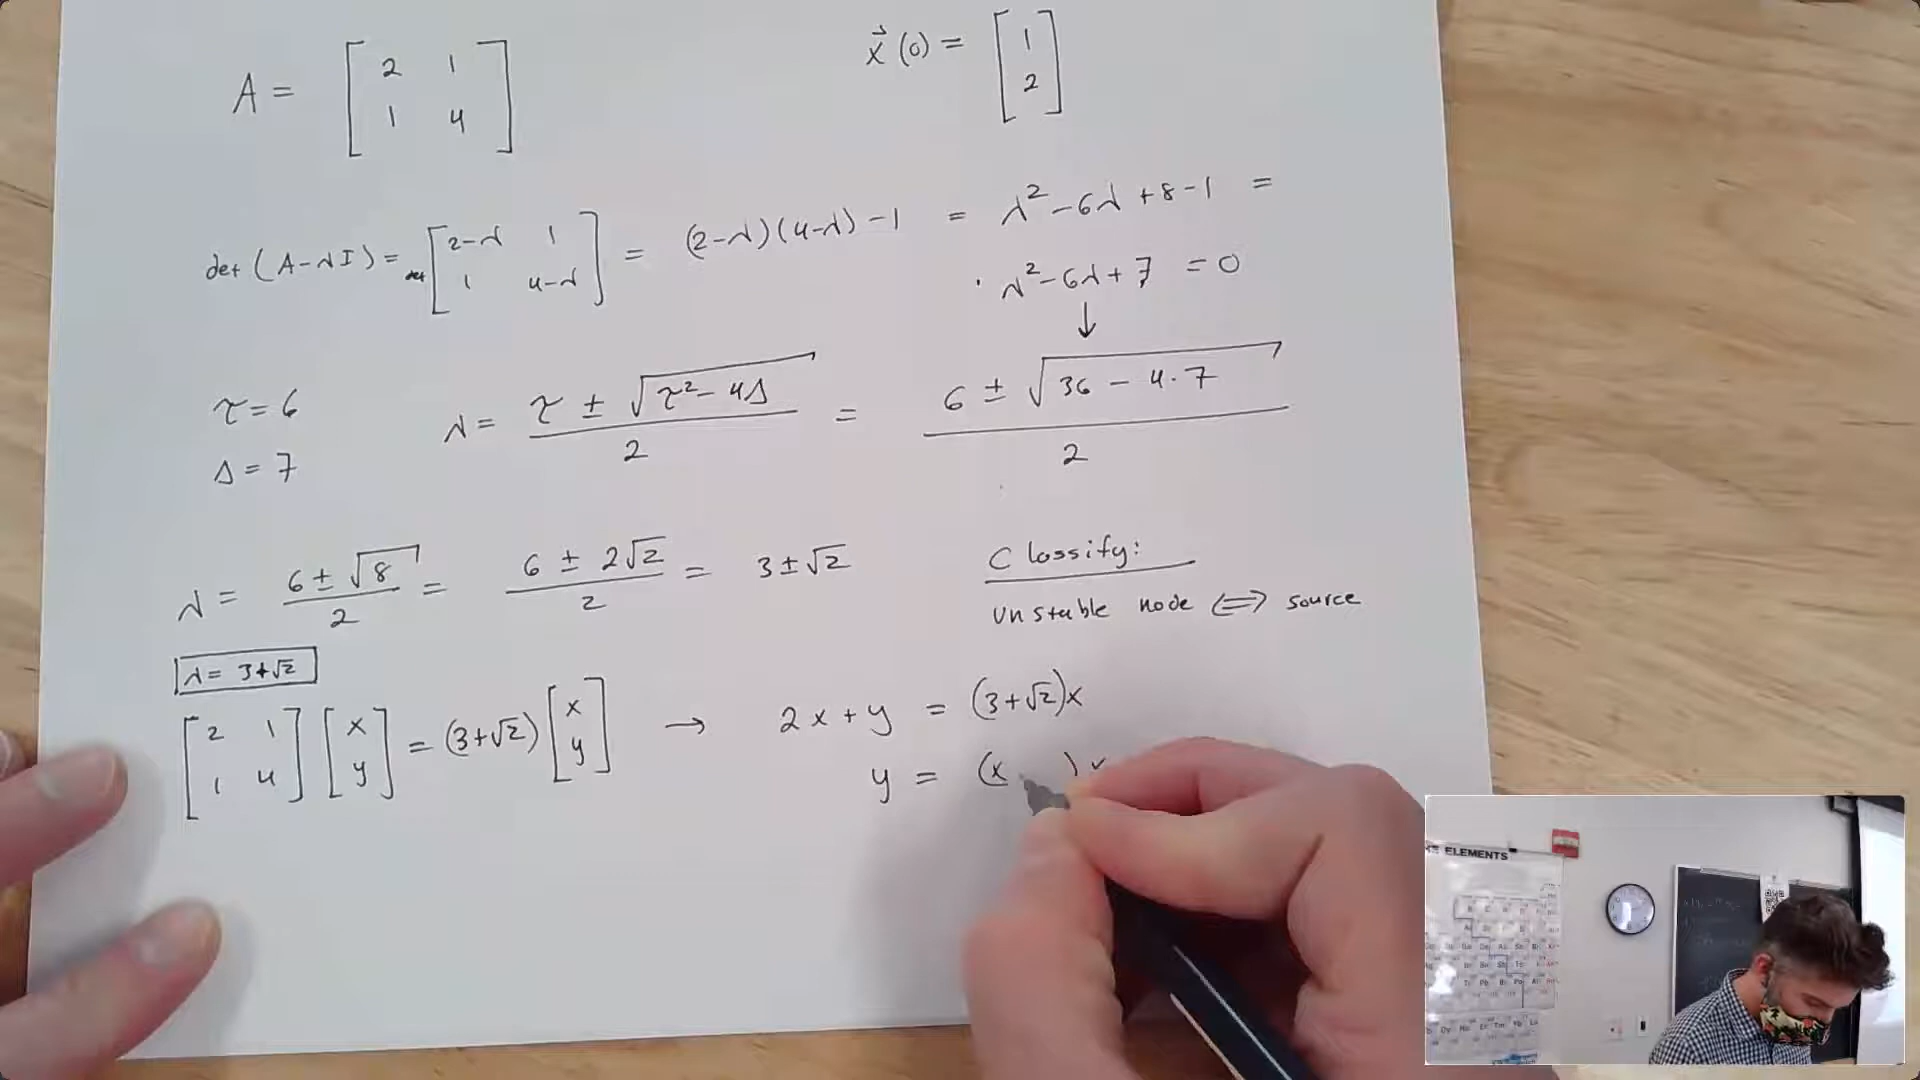 A = [ 2 1 ; 1 4 ]
x⃗ (0) = [ 1 ; 2 ]
det (A-λI) = det [ 2-λ 1 ; 1 4-λ ] = (2-λ)(4-λ) -1 = λ² -6λ +8 -1 =
λ² -6λ + 7 = 0
↓
τ = 6
Δ = 7
λ = (τ ± √(τ² - 4Δ)) / 2 = (6 ± √(36 - 4·7)) / 2
λ = (6 ± √8) / 2 = (6 ± 2√2) / 2 = 3 ± √2
Classify:
unstable node ⟺ source
λ = 3+√2
[ 2 1 ; 1 4 ] [ x ; y ] = (3+√2) [ x ; y ] → 2x + y = (3+√2)x
y = (x ) x
ELEMENTS